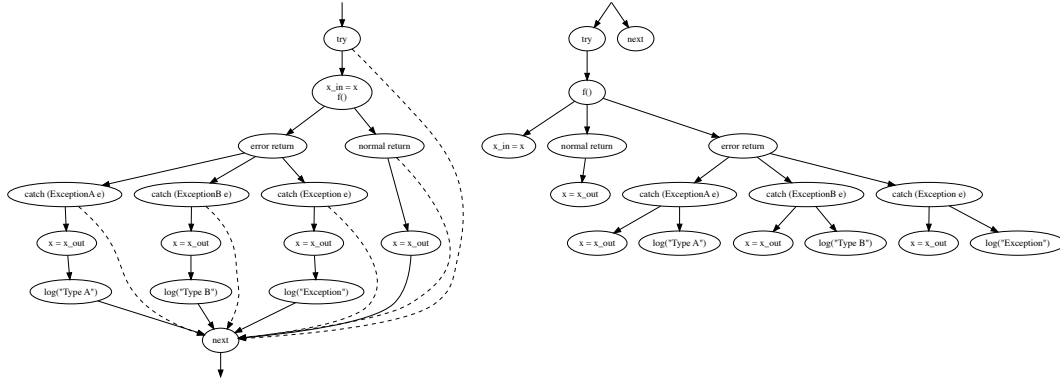 try
x_in = x
f()
error return
normal return
catch (ExceptionA e)
catch (ExceptionB e)
catch (Exception e)
x = x_out
x = x_out
x = x_out
x = x_out
log("Type A")
log("Type B")
log("Exception")
next
try
next
f()
x_in = x
normal return
error return
x = x_out
catch (ExceptionA e)
catch (ExceptionB e)
catch (Exception e)
x = x_out
log("Type A")
x = x_out
log("Type B")
x = x_out
log("Exception")